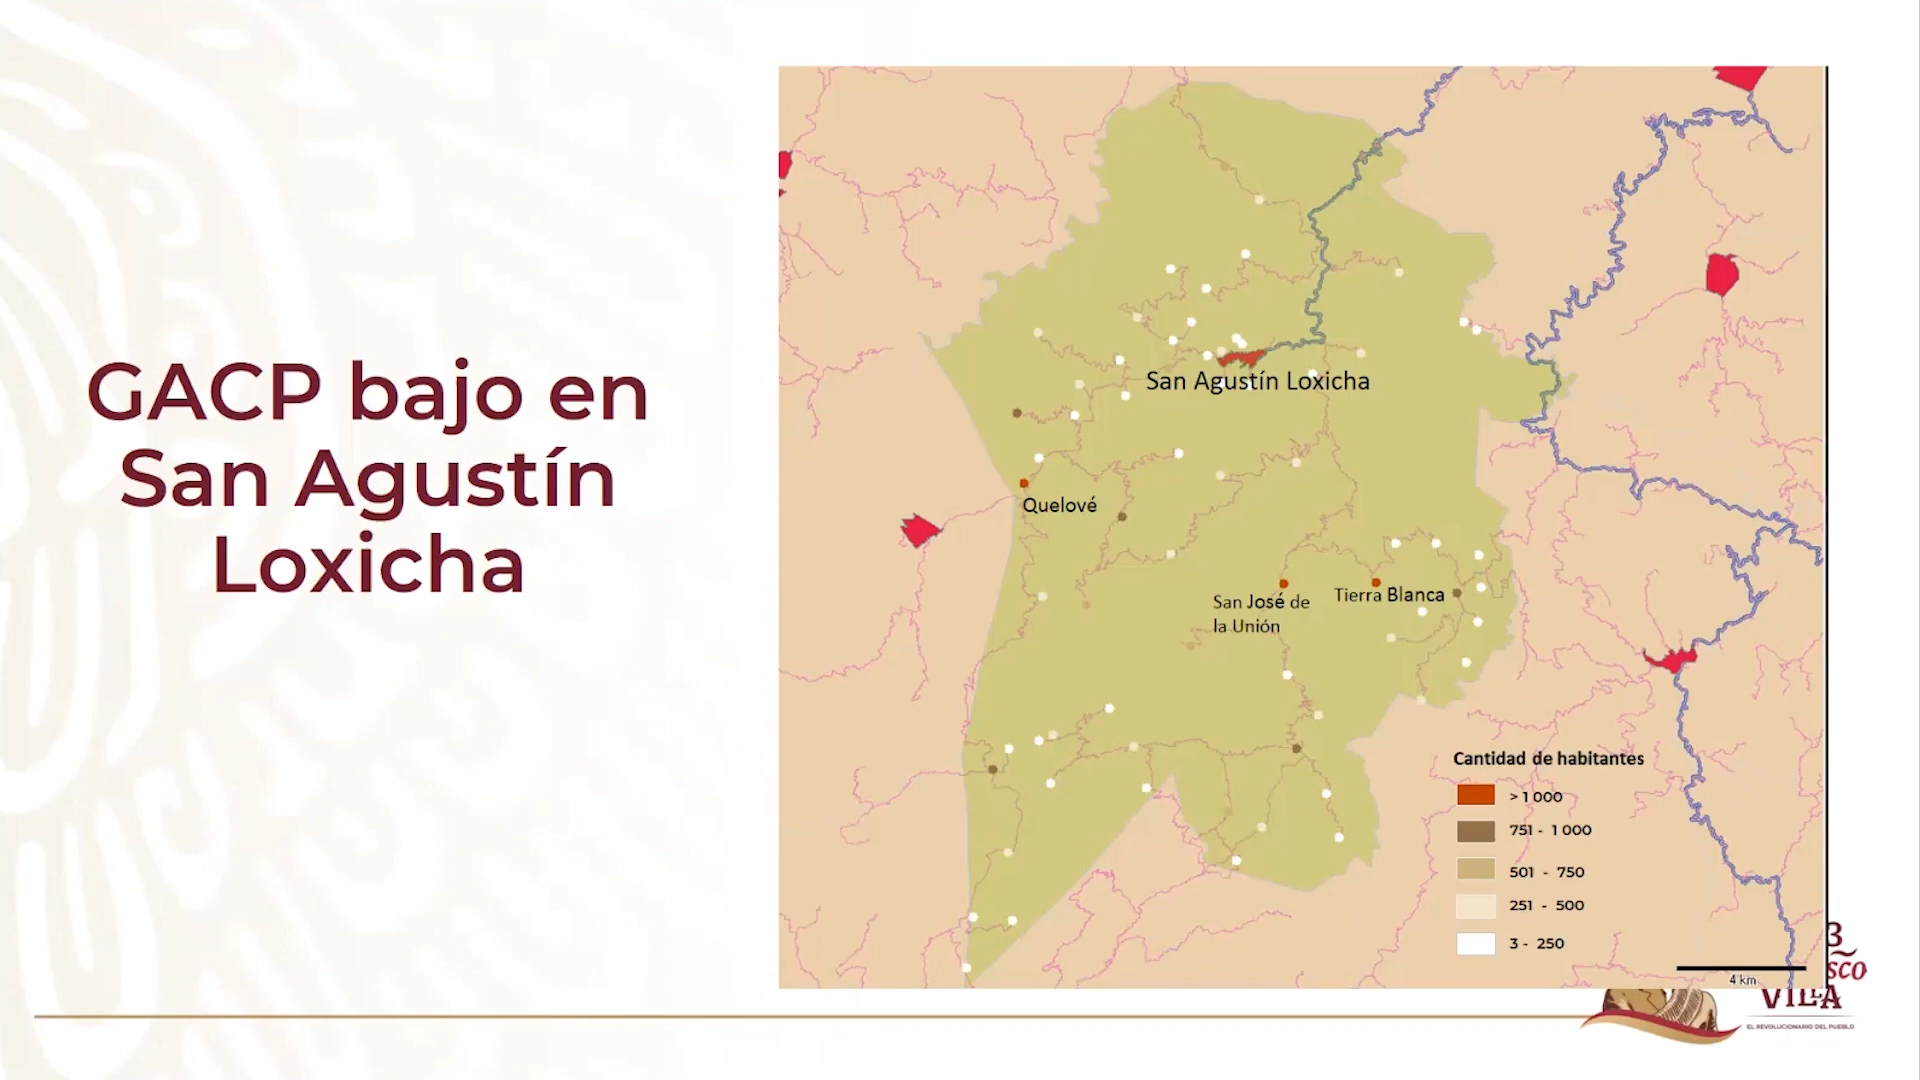 GACP bajo en
San Agustín
Loxicha
San Agustín Loxicha
Quelové
San José de
la Unión
Tierra Blanca
Cantidad de habitantes
> 1 000
751 - 1 000
501 - 750
251 - 500
3 - 250
4 km
3
SCO
VILLA
EL REVOLUCIONARIO DEL PUEBLO